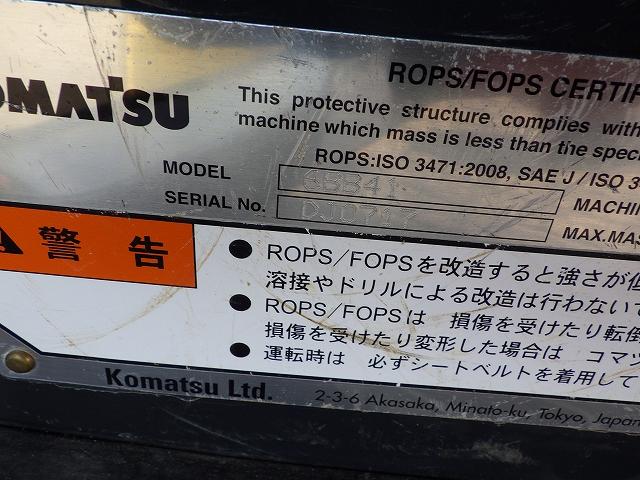 ROPS/FOPS CERTIF
OMATSU
This protective structure complies with
machine which mass is less than the spec
ROPS:ISO 3471:2008, SAE J / ISO 3
MODEL
MACHIN
SERIAL No.
MAX.MAS
警告
● ROPS/FOPSを改造すると強さが低
溶接やドリルによる改造は行わないで
● ROPS/FOPSは 損傷を受けたり転倒
損傷を受けたり変形した場合は コマツ
● 運転時は 必ずシートベルトを着用して
Komatsu Ltd.
2-3-6 Akasaka, Minato-ku, Tokyo, Japan